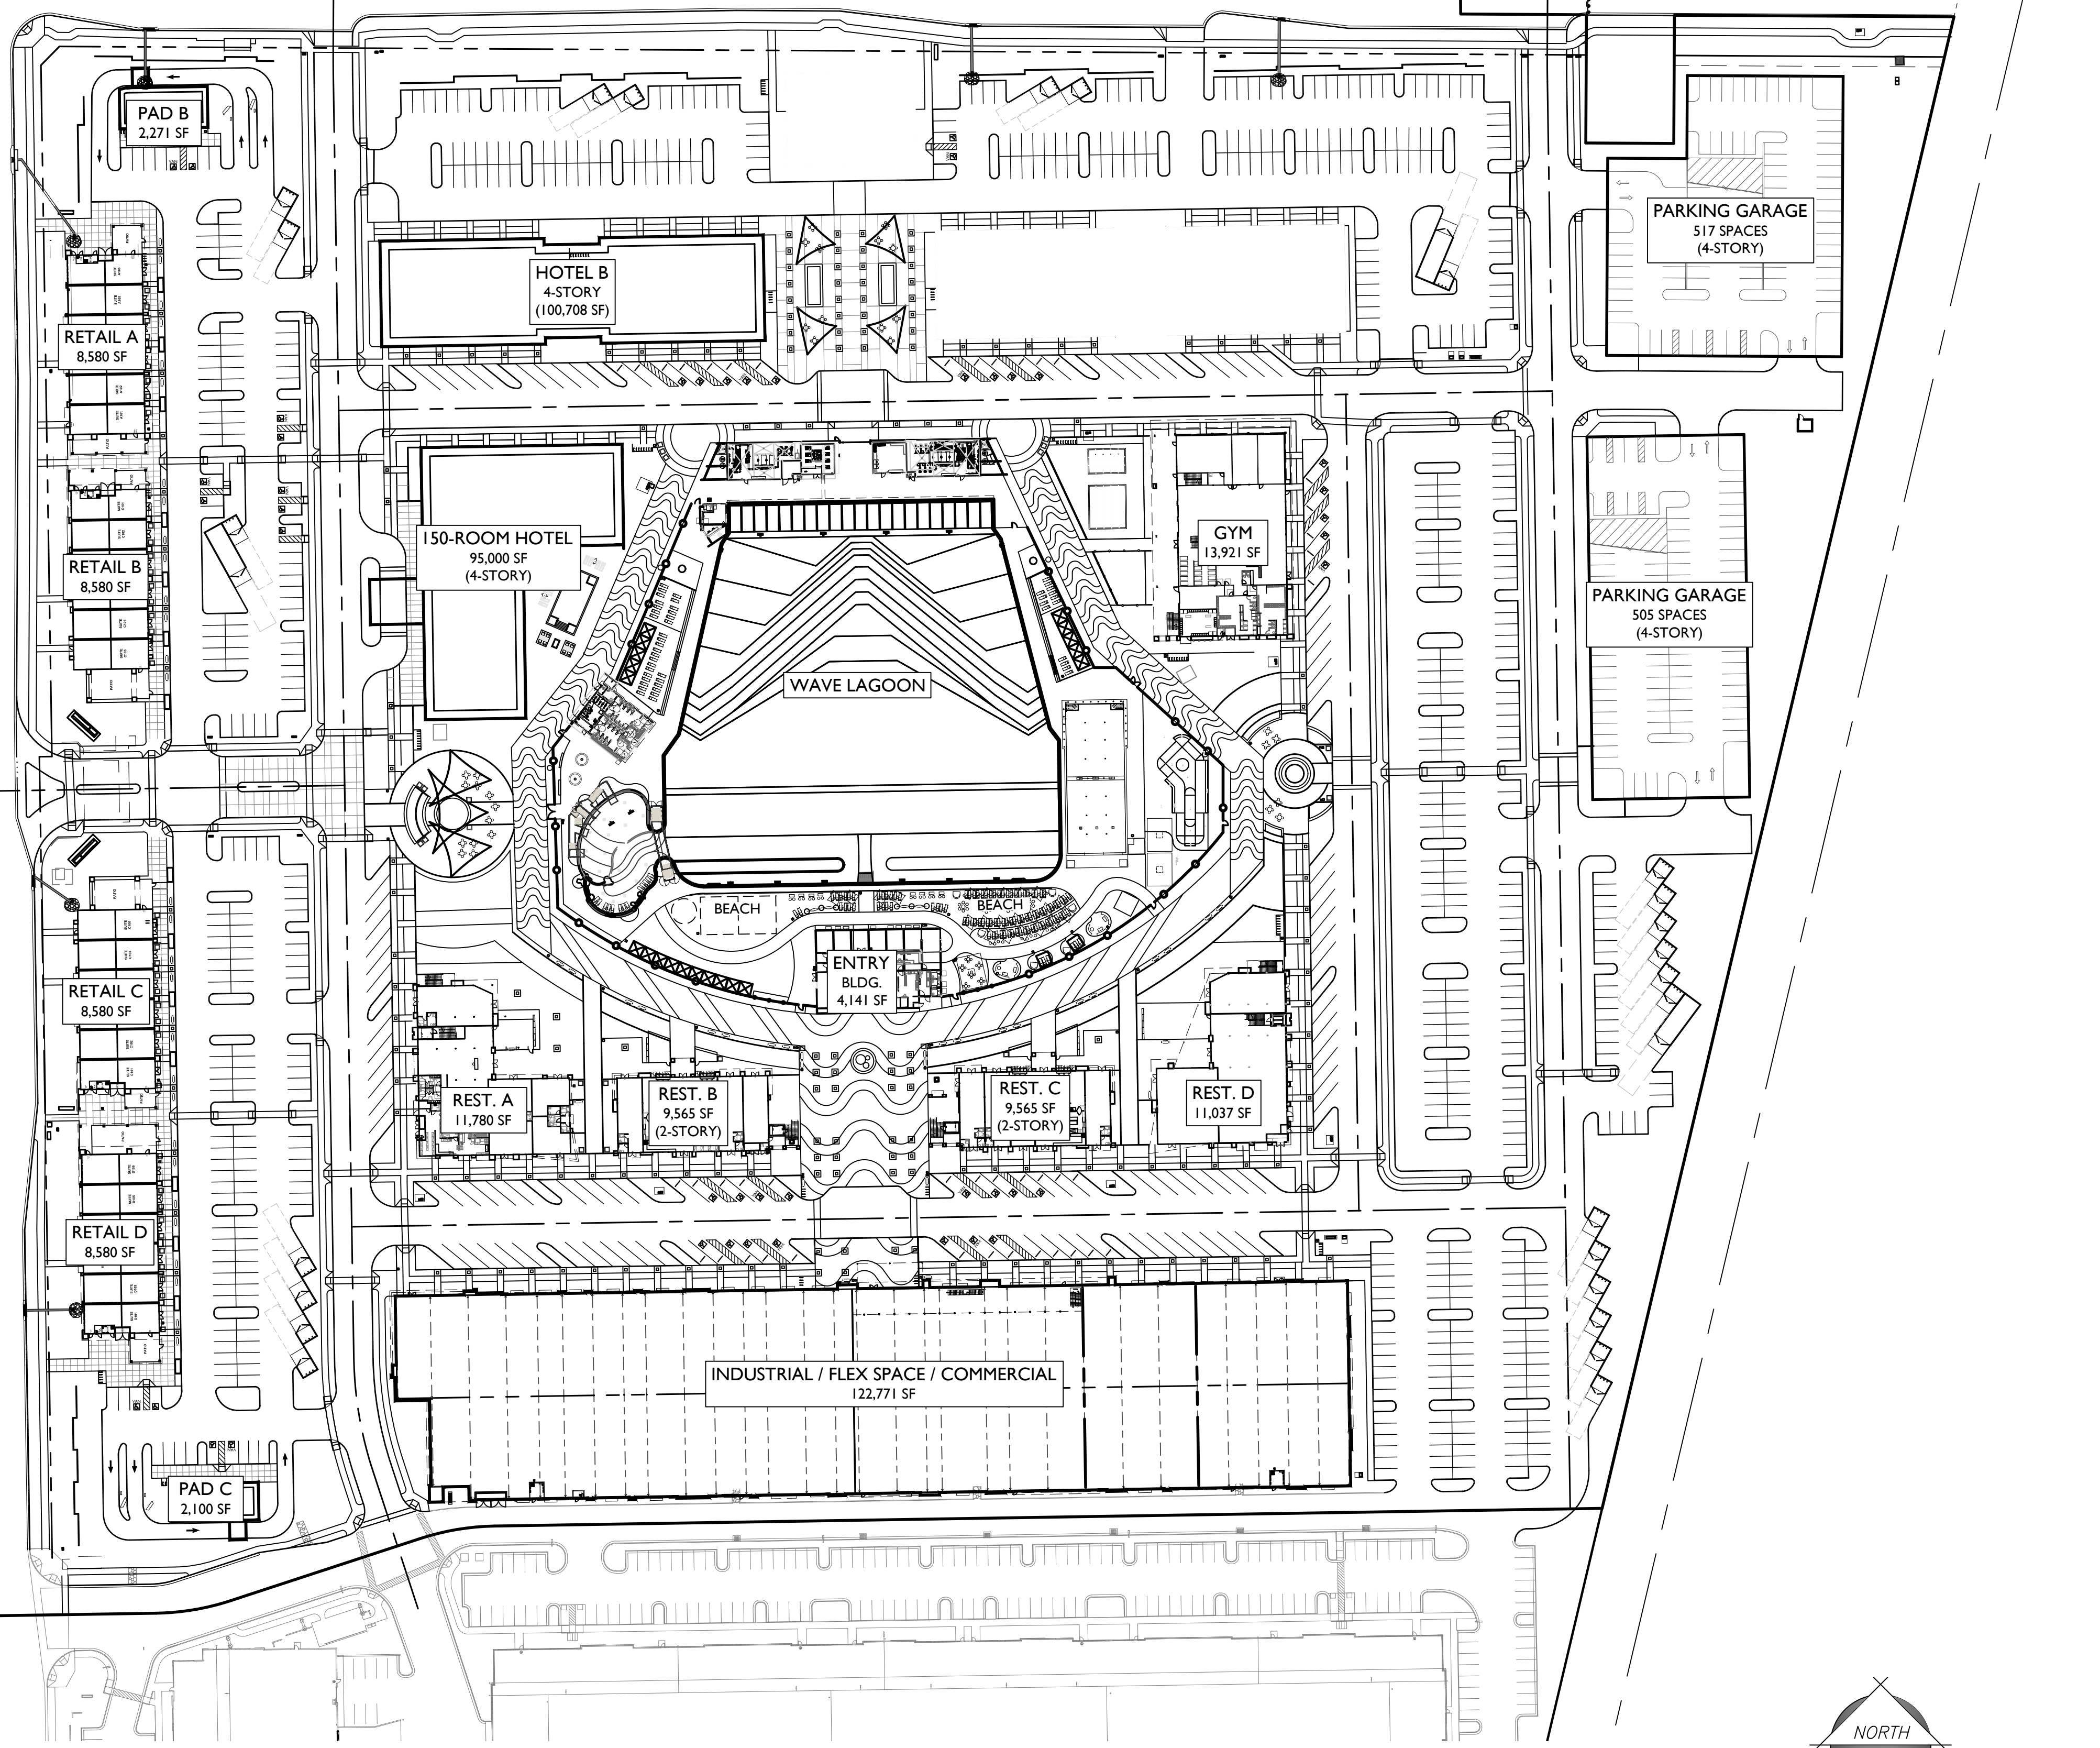 PAD B
2,271 SF
PARKING GARAGE
517 SPACES
(4-STORY)
HOTEL B
4-STORY
(100,708 SF)
RETAIL A
8,580 SF
150-ROOM HOTEL
95,000 SF
(4-STORY)
GYM
13,921 SF
RETAIL B
8,580 SF
PARKING GARAGE
505 SPACES
(4-STORY)
WAVE LAGOON
BEACH
BEACH
ENTRY
BLDG.
4,141 SF
RETAIL C
8,580 SF
REST. A
11,780 SF
REST. B
9,565 SF
(2-STORY)
REST. C
9,565 SF
(2-STORY)
REST. D
11,037 SF
RETAIL D
8,580 SF
INDUSTRIAL / FLEX SPACE / COMMERCIAL
122,771 SF
PAD C
2,100 SF
NORTH